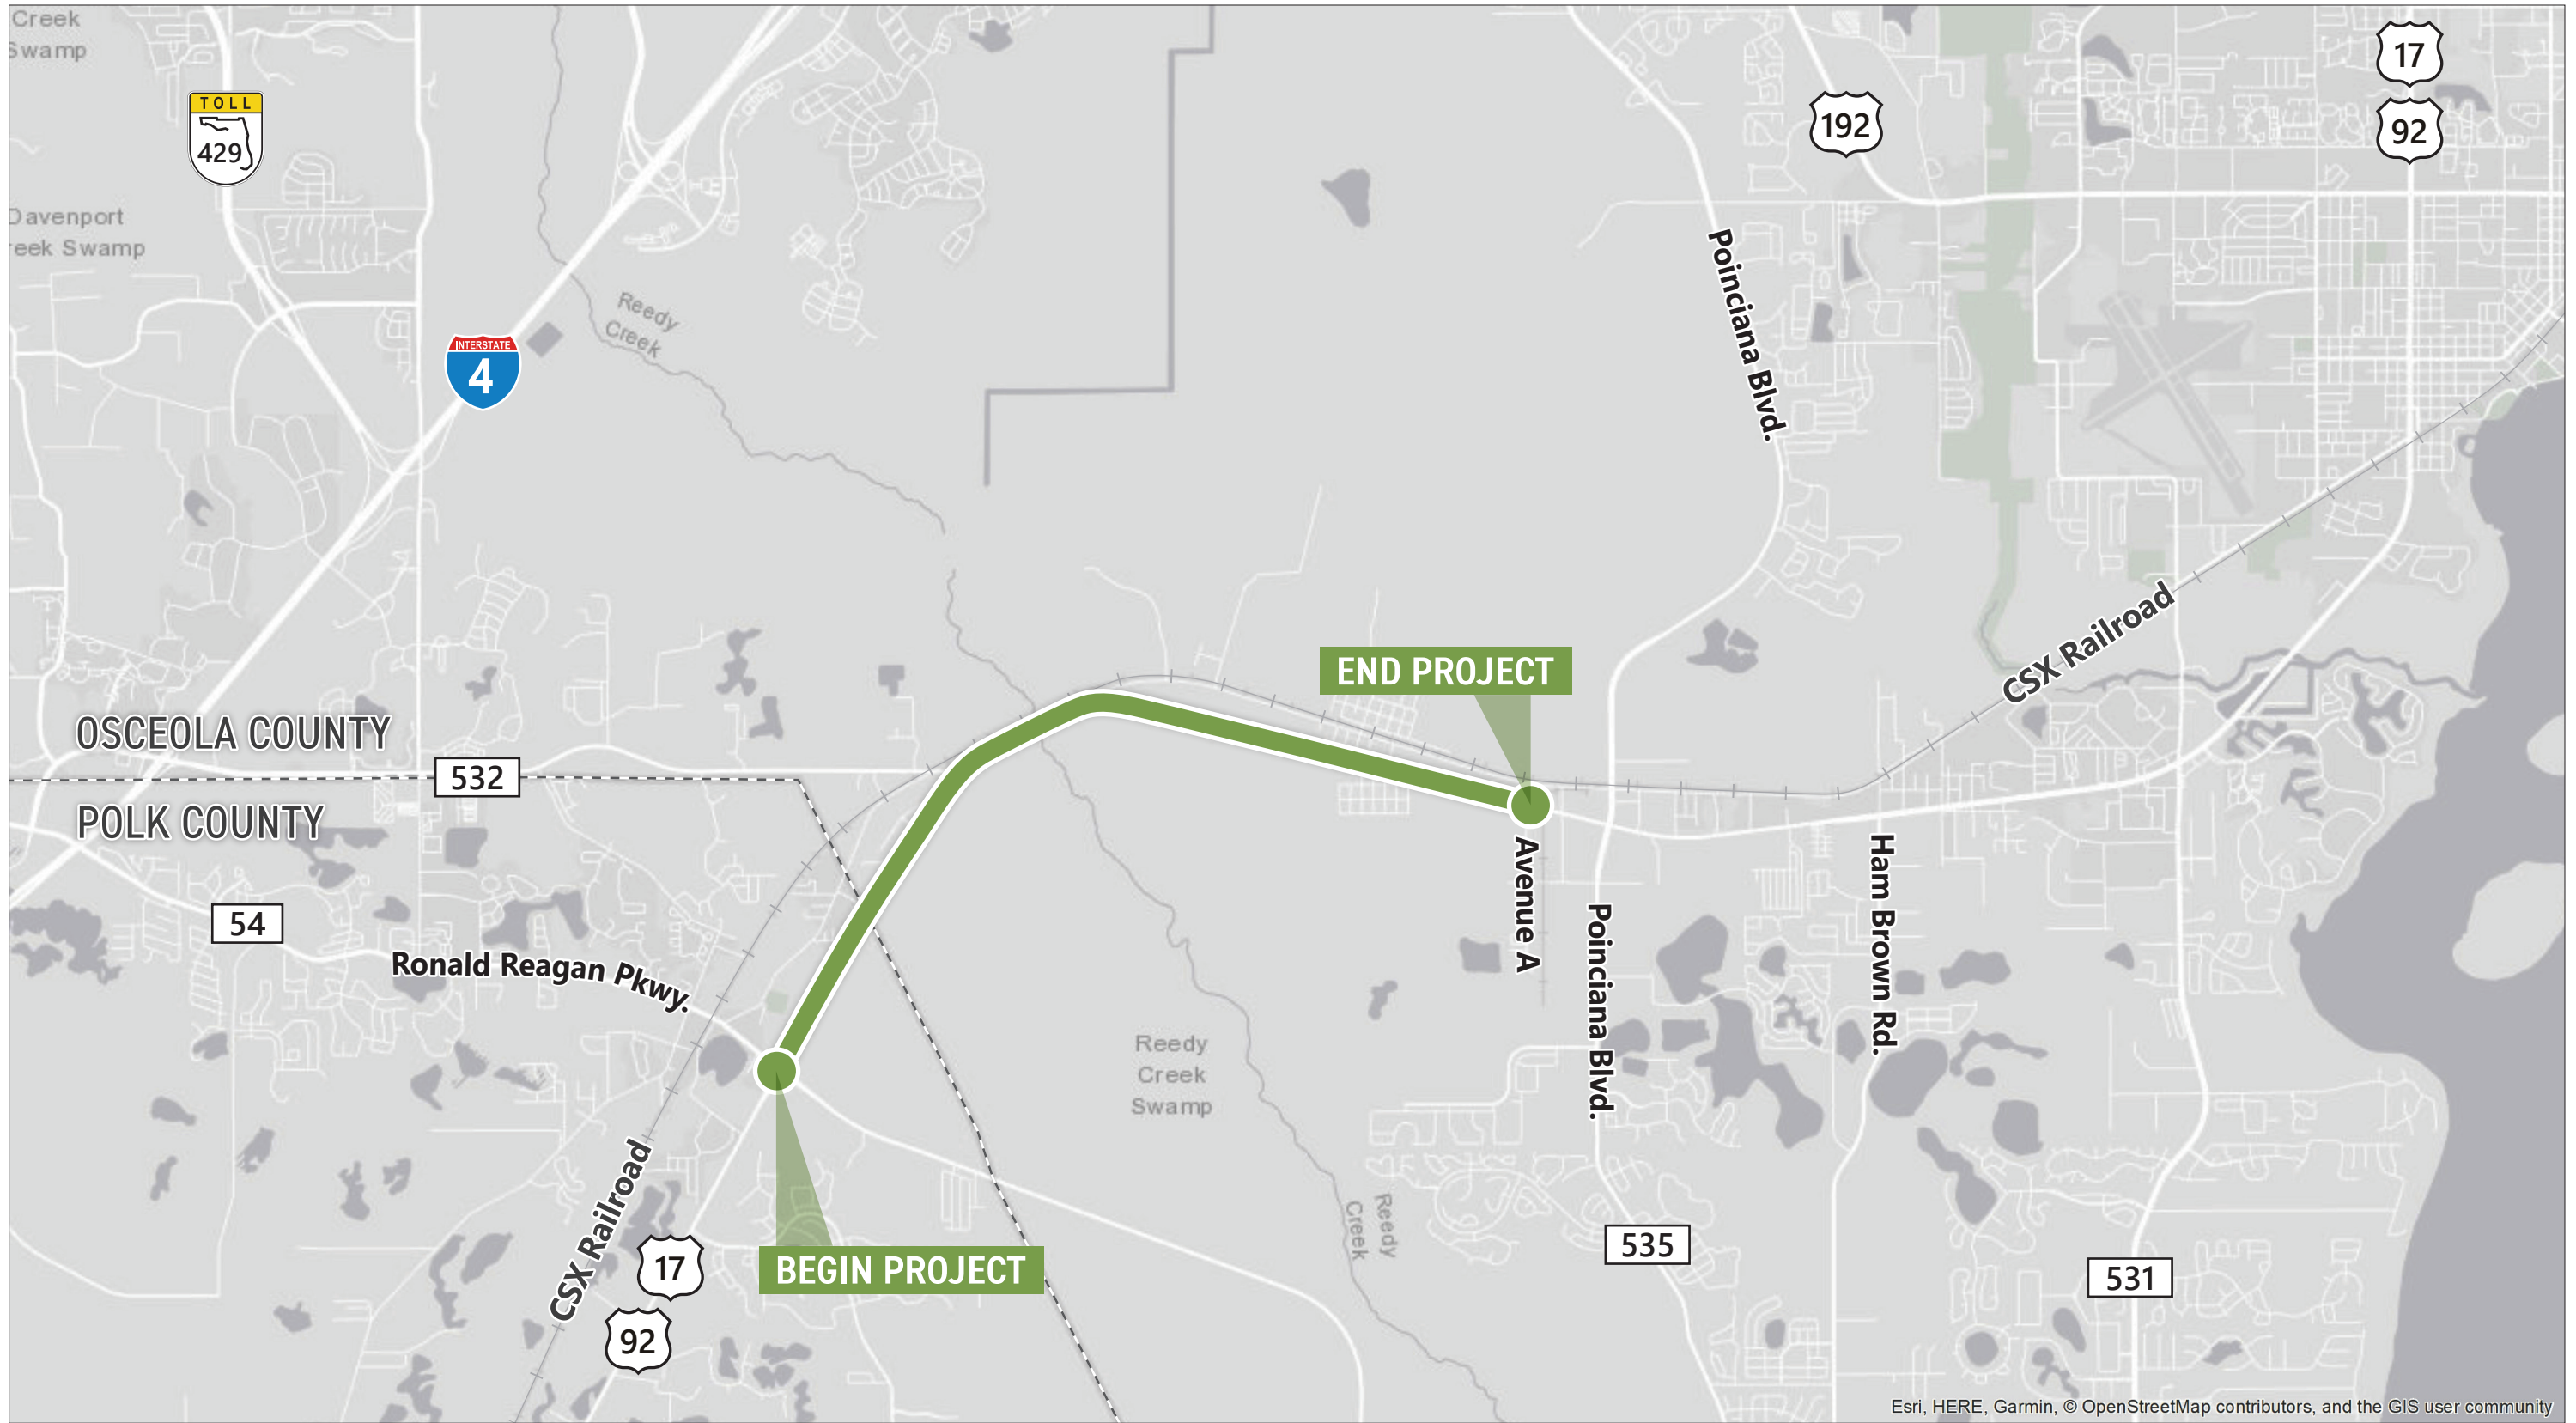 Creek
Swamp
TOLL
429
17
92
192
Davenport
reek Swamp
Poinciana Blvd.
Reedy
Creek
INTERSTATE
4
CSX Railroad
END PROJECT
OSCEOLA COUNTY
532
POLK COUNTY
54
Ronald Reagan Pkwy.
Avenue A
Poinciana Blvd.
Ham Brown Rd.
Reedy
Creek
Swamp
CSX Railroad
Reedy
Creek
17
92
BEGIN PROJECT
535
531
Esri, HERE, Garmin, © OpenStreetMap contributors, and the GIS user community